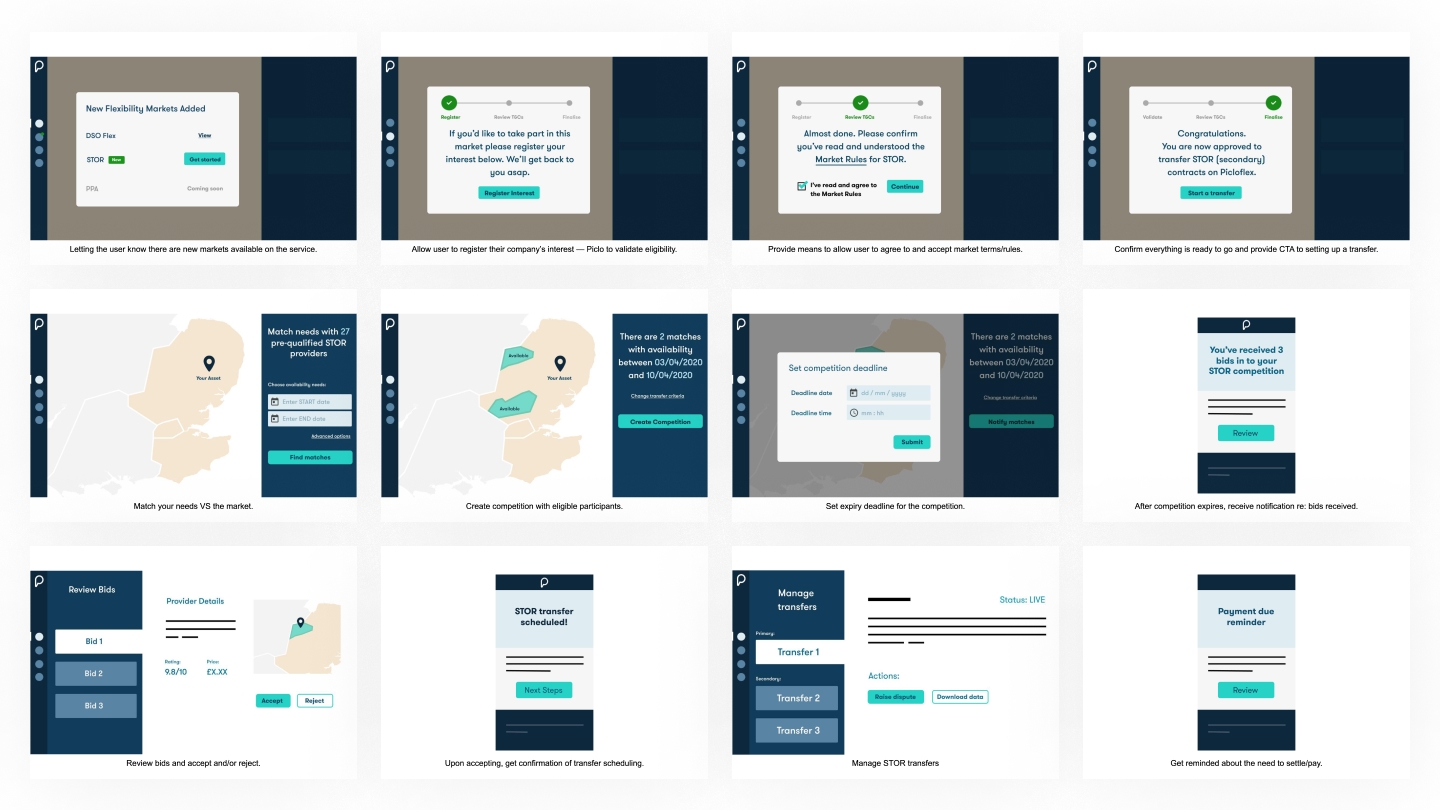 New Flexibility Markets Added
DSO Flex
View
STOR
New
Get started
PPA
Coming soon
Letting the user know there are new markets available on the service.
Register
Review T&Cs
Finalise
If you'd like to take part in this
market please register your
interest below. We'll get back to
you asap.
Register Interest
Allow user to register their company's interest — Piclo to validate eligibility.
Register
Review T&Cs
Finalise
Almost done. Please confirm
you've read and understood the
Market Rules for STOR.
I've read and agree to
the Market Rules
Continue
Provide means to allow user to agree to and accept market terms/rules.
Validate
Review T&Cs
Finalise
Congratulations.
You are now approved to
transfer STOR (secondary)
contracts on Picloflex.
Start a transfer
Confirm everything is ready to go and provide CTA to setting up a transfer.
Your Asset
Match needs with 27
pre-qualified STOR
providers
Choose availability needs:
Enter START date
Enter END date
Advanced options
Find matches
Match your needs VS the market.
Available
Your Asset
Available
There are 2 matches
with availability
between 03/04/2020
and 10/04/2020
Change transfer criteria
Create Competition
Create competition with eligible participants.
Set competition deadline
Deadline date
dd / mm / yyyy
Deadline time
mm : hh
Submit
There are 2 matches
with availability
between 03/04/2020
and 10/04/2020
Change transfer criteria
Notify matches
Set expiry deadline for the competition.
You've received 3
bids in to your
STOR competition
Review
After competition expires, receive notification re: bids received.
Review Bids
Bid 1
Bid 2
Bid 3
Provider Details
Rating:
9.8/10
Price:
£X.XX
Accept
Reject
Review bids and accept and/or reject.
STOR transfer
scheduled!
Next Steps
Upon accepting, get confirmation of transfer scheduling.
Manage
transfers
Primary:
Transfer 1
Secondary:
Transfer 2
Transfer 3
Status: LIVE
Actions:
Raise dispute
Download data
Manage STOR transfers
Payment due
reminder
Review
Get reminded about the need to settle/pay.